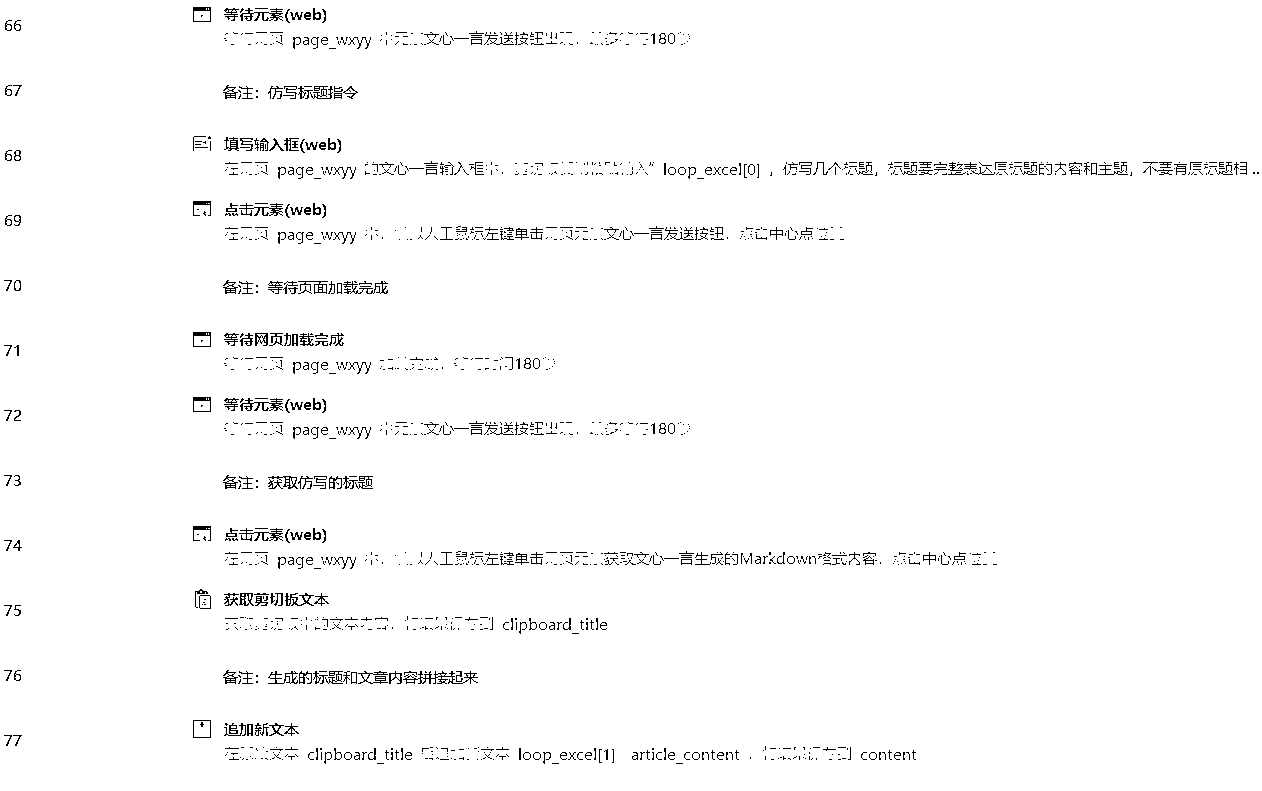 66
等待元素(web)
等待网页 page_wxyy 中元素文心一言发送按钮出现，最多等待180秒
67
备注：仿写标题指令
68
填写输入框(web)
在网页 page_wxyy 的文心一言输入框中，剪切板输入" loop_excel[0] ，仿写几个标题，标题要完整表达原标题的内容和主题，不要有原标题相 ..
69
点击元素(web)
在网页 page_wxyy 中，模拟人工鼠标左键单击网页元素文心一言发送按钮，点击中心点位置
70
备注：等待页面加载完成
71
等待网页加载完成
等待网页 page_wxyy 加载完成，等待时间180秒
72
等待元素(web)
等待网页 page_wxyy 中元素文心一言发送按钮出现，最多等待180秒
73
备注：获取仿写的标题
74
点击元素(web)
在网页 page_wxyy 中，模拟人工鼠标左键单击网页元素获取文心一言生成的Markdown格式内容，点击中心点位置
75
获取剪切板文本
获取剪切板中的文本内容，将结果保存到 clipboard_title
76
备注：生成的标题和文章内容拼接起来
77
追加新文本
在原始文本 clipboard_title 后追加新文本 loop_excel[1] article_content ，将结果保存到 content